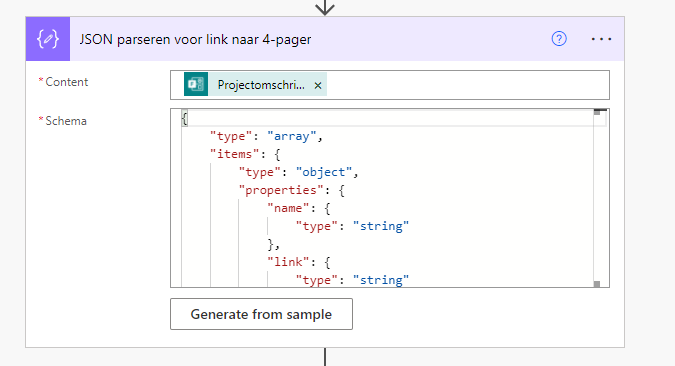 JSON parseren voor link naar 4-pager
* Content
Projectomschri... ×
* Schema
{
"type": "array",
"items": {
"type": "object",
"properties": {
"name": {
"type": "string"
},
"link": {
"type": "string"
Generate from sample